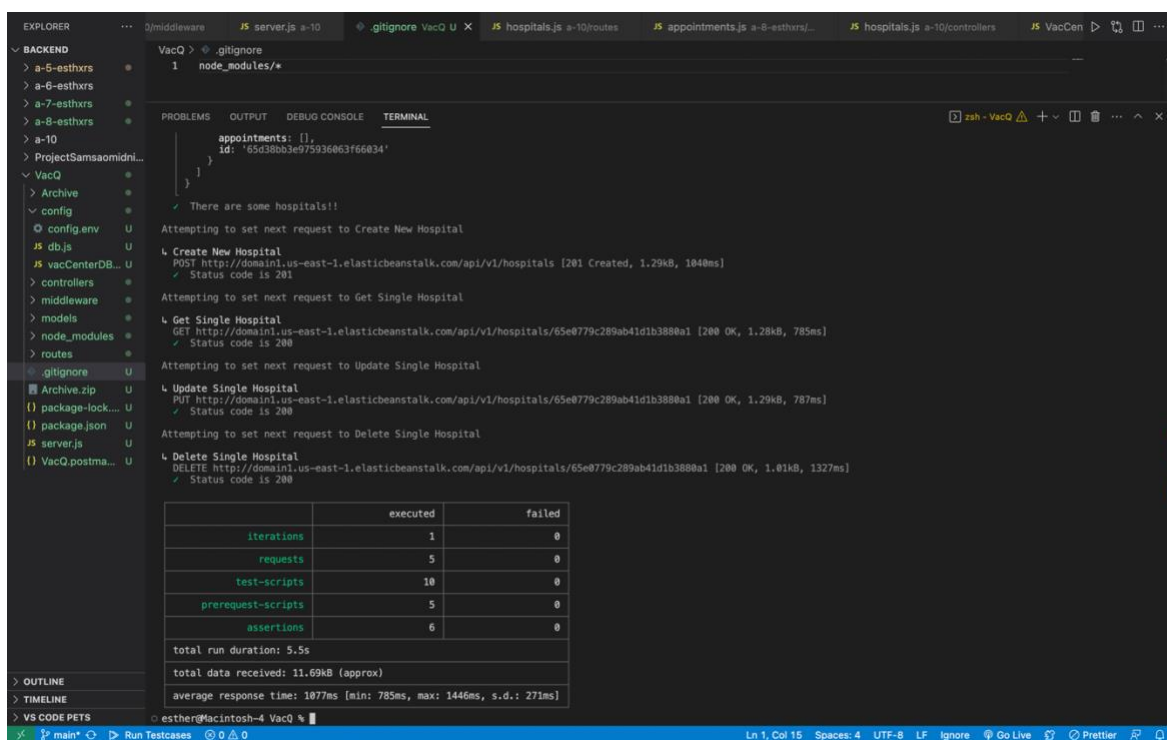 EXPLORER ··· 0/middleware JS server.js a-10 .gitignore VacQ U × JS hospitals.js a-10/routes JS appointments.js a-8-esthxrs/... JS hospitals.js a-10/controllers JS VacCen ···
BACKEND
> a-5-esthxrs
> a-6-esthxrs
> a-7-esthxrs
> a-8-esthxrs
> a-10
> ProjectSamsaomidni...
VacQ
> Archive
config
config.env U
JS db.js U
JS vacCenterDB... U
> controllers
> middleware
> models
> node_modules
> routes
.gitignore U
Archive.zip U
{} package-lock.... U
{} package.json U
JS server.js U
{} VacQ.postma... U
> OUTLINE
> TIMELINE
> VS CODE PETS
VacQ > .gitignore
1 node_modules/*
PROBLEMS OUTPUT DEBUG CONSOLE TERMINAL zsh - VacQ
appointments: [],
id: '65d38bb3e975936063f66034'
}
]
}
✓ There are some hospitals!!
Attempting to set next request to Create New Hospital
↳ Create New Hospital
POST http://domain1.us-east-1.elasticbeanstalk.com/api/v1/hospitals [201 Created, 1.29kB, 1040ms]
✓ Status code is 201
Attempting to set next request to Get Single Hospital
↳ Get Single Hospital
GET http://domain1.us-east-1.elasticbeanstalk.com/api/v1/hospitals/65e0779c289ab41d1b3880a1 [200 OK, 1.28kB, 785ms]
✓ Status code is 200
Attempting to set next request to Update Single Hospital
↳ Update Single Hospital
PUT http://domain1.us-east-1.elasticbeanstalk.com/api/v1/hospitals/65e0779c289ab41d1b3880a1 [200 OK, 1.29kB, 787ms]
✓ Status code is 200
Attempting to set next request to Delete Single Hospital
↳ Delete Single Hospital
DELETE http://domain1.us-east-1.elasticbeanstalk.com/api/v1/hospitals/65e0779c289ab41d1b3880a1 [200 OK, 1.01kB, 1327ms]
✓ Status code is 200
executed failed
iterations 1 0
requests 5 0
test-scripts 10 0
prerequest-scripts 5 0
assertions 6 0
total run duration: 5.5s
total data received: 11.69kB (approx)
average response time: 1077ms [min: 785ms, max: 1446ms, s.d.: 271ms]
esther@Macintosh-4 VacQ %
main* Run Testcases 0 0 Ln 1, Col 15 Spaces: 4 UTF-8 LF Ignore Go Live Prettier